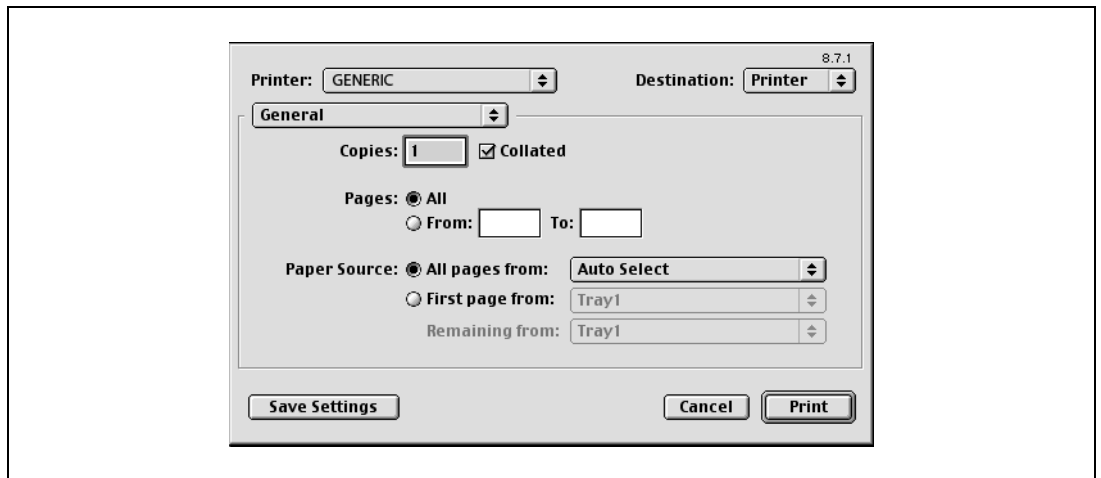 8.7.1
Printer: GENERIC Destination: Printer
General
Copies: 1 Collated
Pages: All
From: To:
Paper Source: All pages from: Auto Select
First page from: Tray1
Remaining from: Tray1
Save Settings Cancel Print